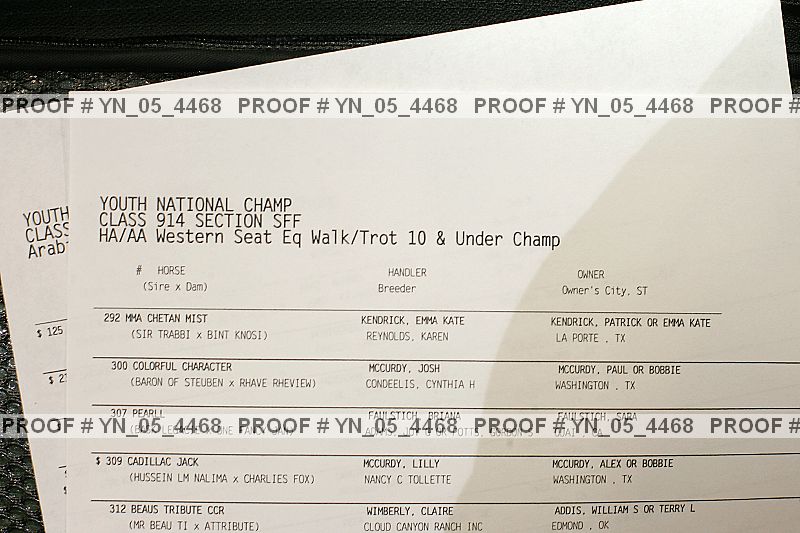 PROOF # YN_05_4468 PROOF # YN_05_4468 PROOF # YN_05_4468 PROOF #
YOUTH NATIONAL CHAMP
CLASS 914 SECTION SFF
HA/AA Western Seat Eq Walk/Trot 10 & Under Champ
# HORSE HANDLER OWNER
(Sire x Dam) Breeder Owner's City, ST
292 MMA CHETAN MIST KENDRICK, EMMA KATE KENDRICK, PATRICK OR EMMA KATE
(SIR TRABBI x BINT KNOSI) REYNOLDS, KAREN LA PORTE , TX
300 COLORFUL CHARACTER MCCURDY, JOSH MCCURDY, PAUL OR BOBBIE
(BARON OF STEUBEN x RHAVE RHEVIEW) CONDEELIS, CYNTHIA H WASHINGTON , TX
307 PEARLL FAULSTICH, BRIANA FAULSTICH, SARA
PROOF # YN_05_4468 PROOF # YN_05_4468 PROOF # YN_05_4468 PROOF #
$ 309 CADILLAC JACK MCCURDY, LILLY MCCURDY, ALEX OR BOBBIE
(HUSSEIN LM NALIMA x CHARLIES FOX) NANCY C TOLLETTE WASHINGTON , TX
312 BEAUS TRIBUTE CCR WIMBERLY, CLAIRE ADDIS, WILLIAM S OR TERRY L
(MR BEAU TI x ATTRIBUTE) CLOUD CANYON RANCH INC EDMOND , OK
YOUTH
CLASS
Arab
$ 125